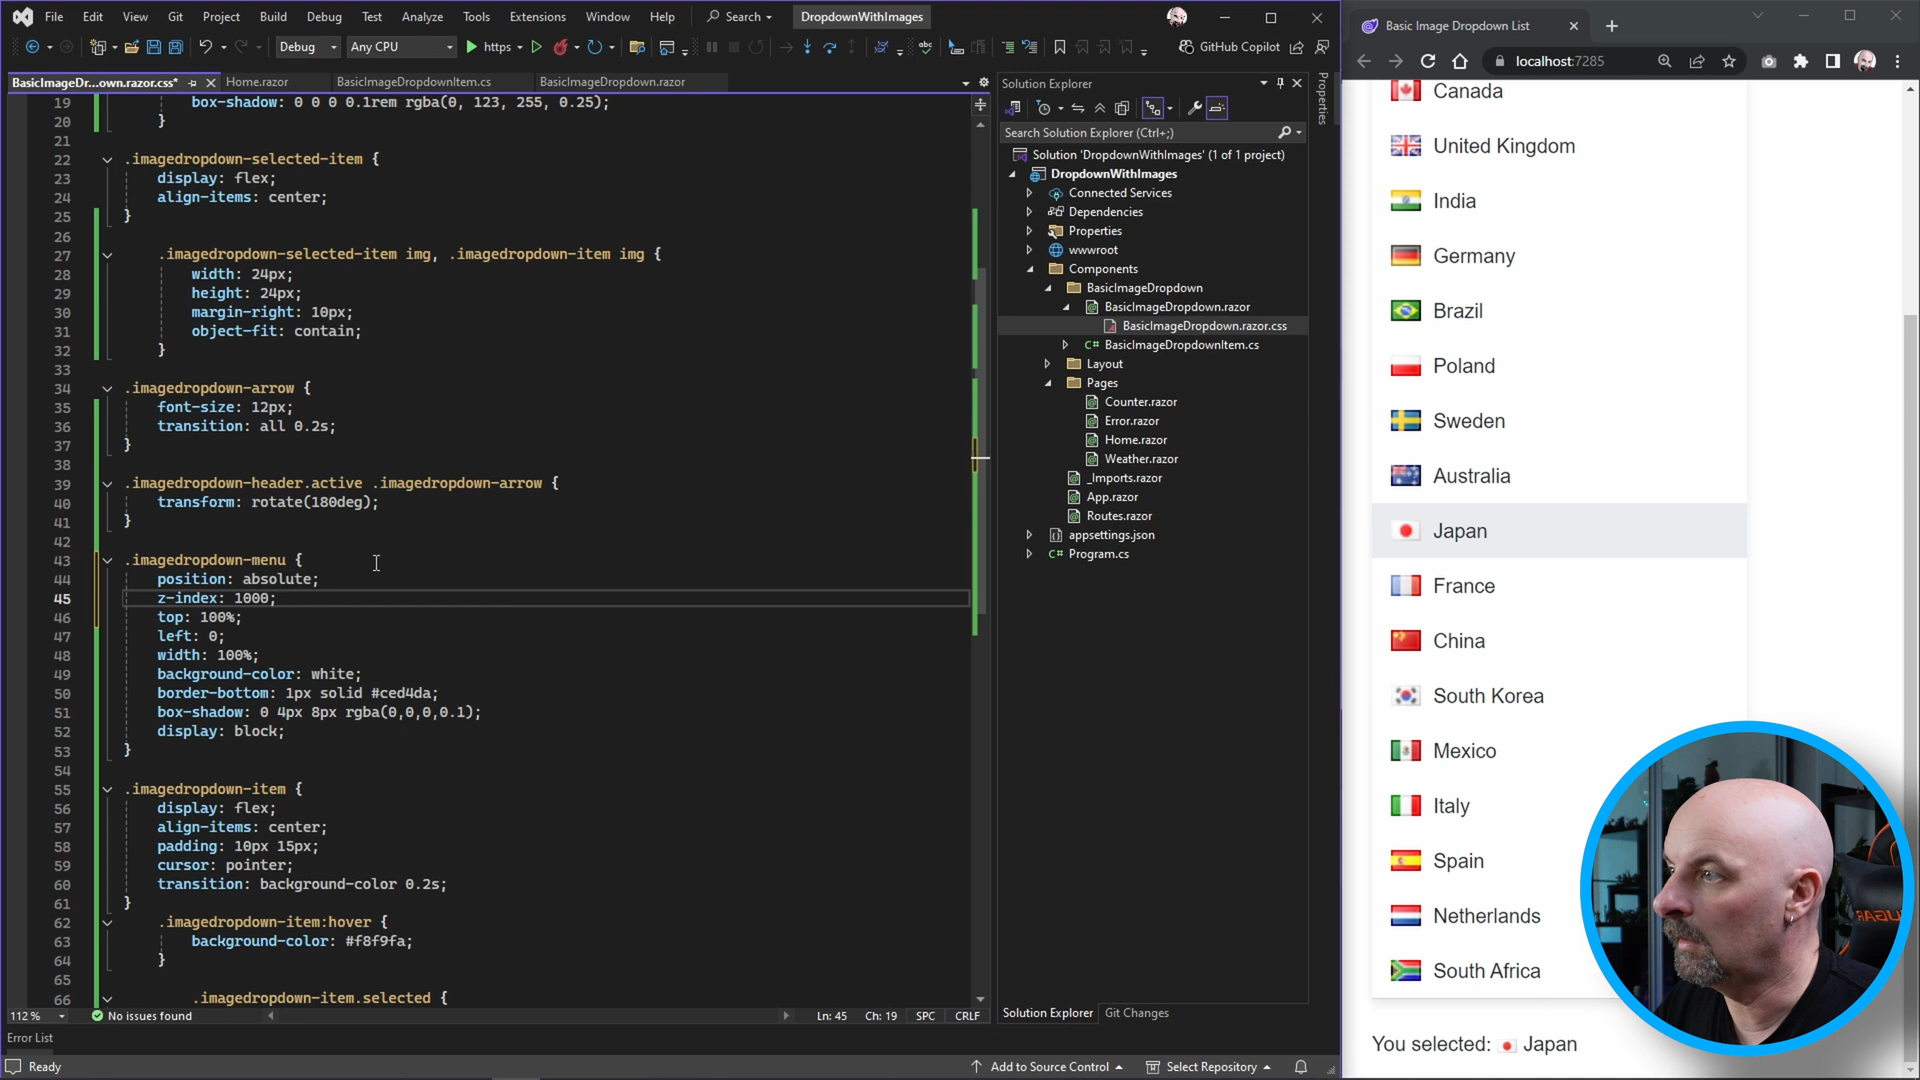 File Edit View Git Project Build Debug Test Analyze Tools Extensions Window Help Search DropdownWithImages
Debug Any CPU https GitHub Copilot
BasicImageDr...own.razor.css* Home.razor BasicImageDropdownItem.cs BasicImageDropdown.razor
19 box-shadow: 0 0 0 0.1rem rgba(0, 123, 255, 0.25);
20 }
21
22 .imagedropdown-selected-item {
23 display: flex;
24 align-items: center;
25 }
26
27 .imagedropdown-selected-item img, .imagedropdown-item img {
28 width: 24px;
29 height: 24px;
30 margin-right: 10px;
31 object-fit: contain;
32 }
33
34 .imagedropdown-arrow {
35 font-size: 12px;
36 transition: all 0.2s;
37 }
38
39 .imagedropdown-header.active .imagedropdown-arrow {
40 transform: rotate(180deg);
41 }
42
43 .imagedropdown-menu {
44 position: absolute;
45 z-index: 1000;
46 top: 100%;
47 left: 0;
48 width: 100%;
49 background-color: white;
50 border-bottom: 1px solid #ced4da;
51 box-shadow: 0 4px 8px rgba(0,0,0,0.1);
52 display: block;
53 }
54
55 .imagedropdown-item {
56 display: flex;
57 align-items: center;
58 padding: 10px 15px;
59 cursor: pointer;
60 transition: background-color 0.2s;
61 }
62 .imagedropdown-item:hover {
63 background-color: #f8f9fa;
64 }
65
66 .imagedropdown-item.selected {
112 % No issues found Ln: 45 Ch: 19 SPC CRLF
Error List
Ready Add to Source Control Select Repository
Solution Explorer
Search Solution Explorer (Ctrl+;)
Solution 'DropdownWithImages' (1 of 1 project)
DropdownWithImages
Connected Services
Dependencies
Properties
wwwroot
Components
BasicImageDropdown
BasicImageDropdown.razor
BasicImageDropdown.razor.css
BasicImageDropdownItem.cs
Layout
Pages
Counter.razor
Error.razor
Home.razor
Weather.razor
_Imports.razor
App.razor
Routes.razor
appsettings.json
Program.cs
Solution Explorer Git Changes
Properties
Basic Image Dropdown List
localhost:7285
Canada
United Kingdom
India
Germany
Brazil
Poland
Sweden
Australia
Japan
France
China
South Korea
Mexico
Italy
Spain
Netherlands
South Africa
You selected: Japan